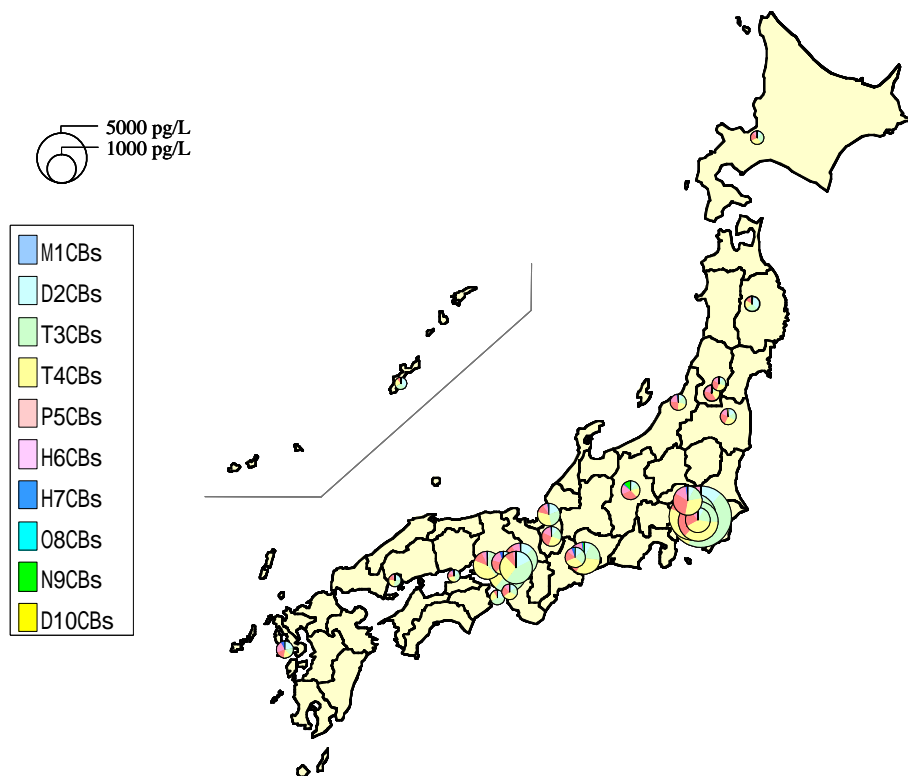 5000 pg/L
1000 pg/L
M1CBs
D2CBs
T3CBs
T4CBs
P5CBs
H6CBs
H7CBs
O8CBs
N9CBs
D10CBs